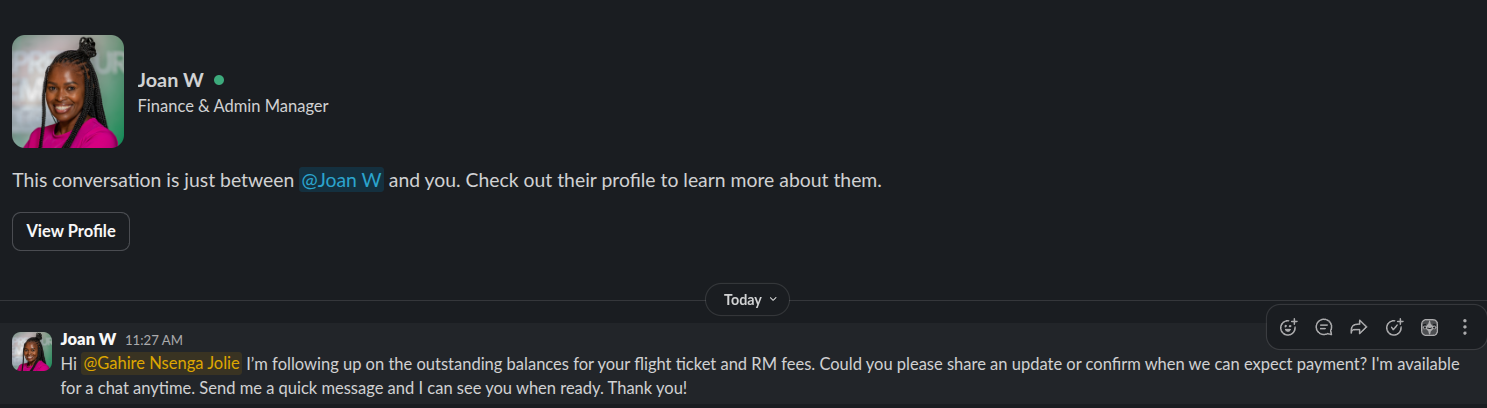 Joan W
Finance & Admin Manager
This conversation is just between @Joan W and you. Check out their profile to learn more about them.
View Profile
Today
Joan W 11:27 AM
Hi @Gahire Nsenga Jolie I'm following up on the outstanding balances for your flight ticket and RM fees. Could you please share an update or confirm when we can expect payment? I'm available
for a chat anytime. Send me a quick message and I can see you when ready. Thank you!